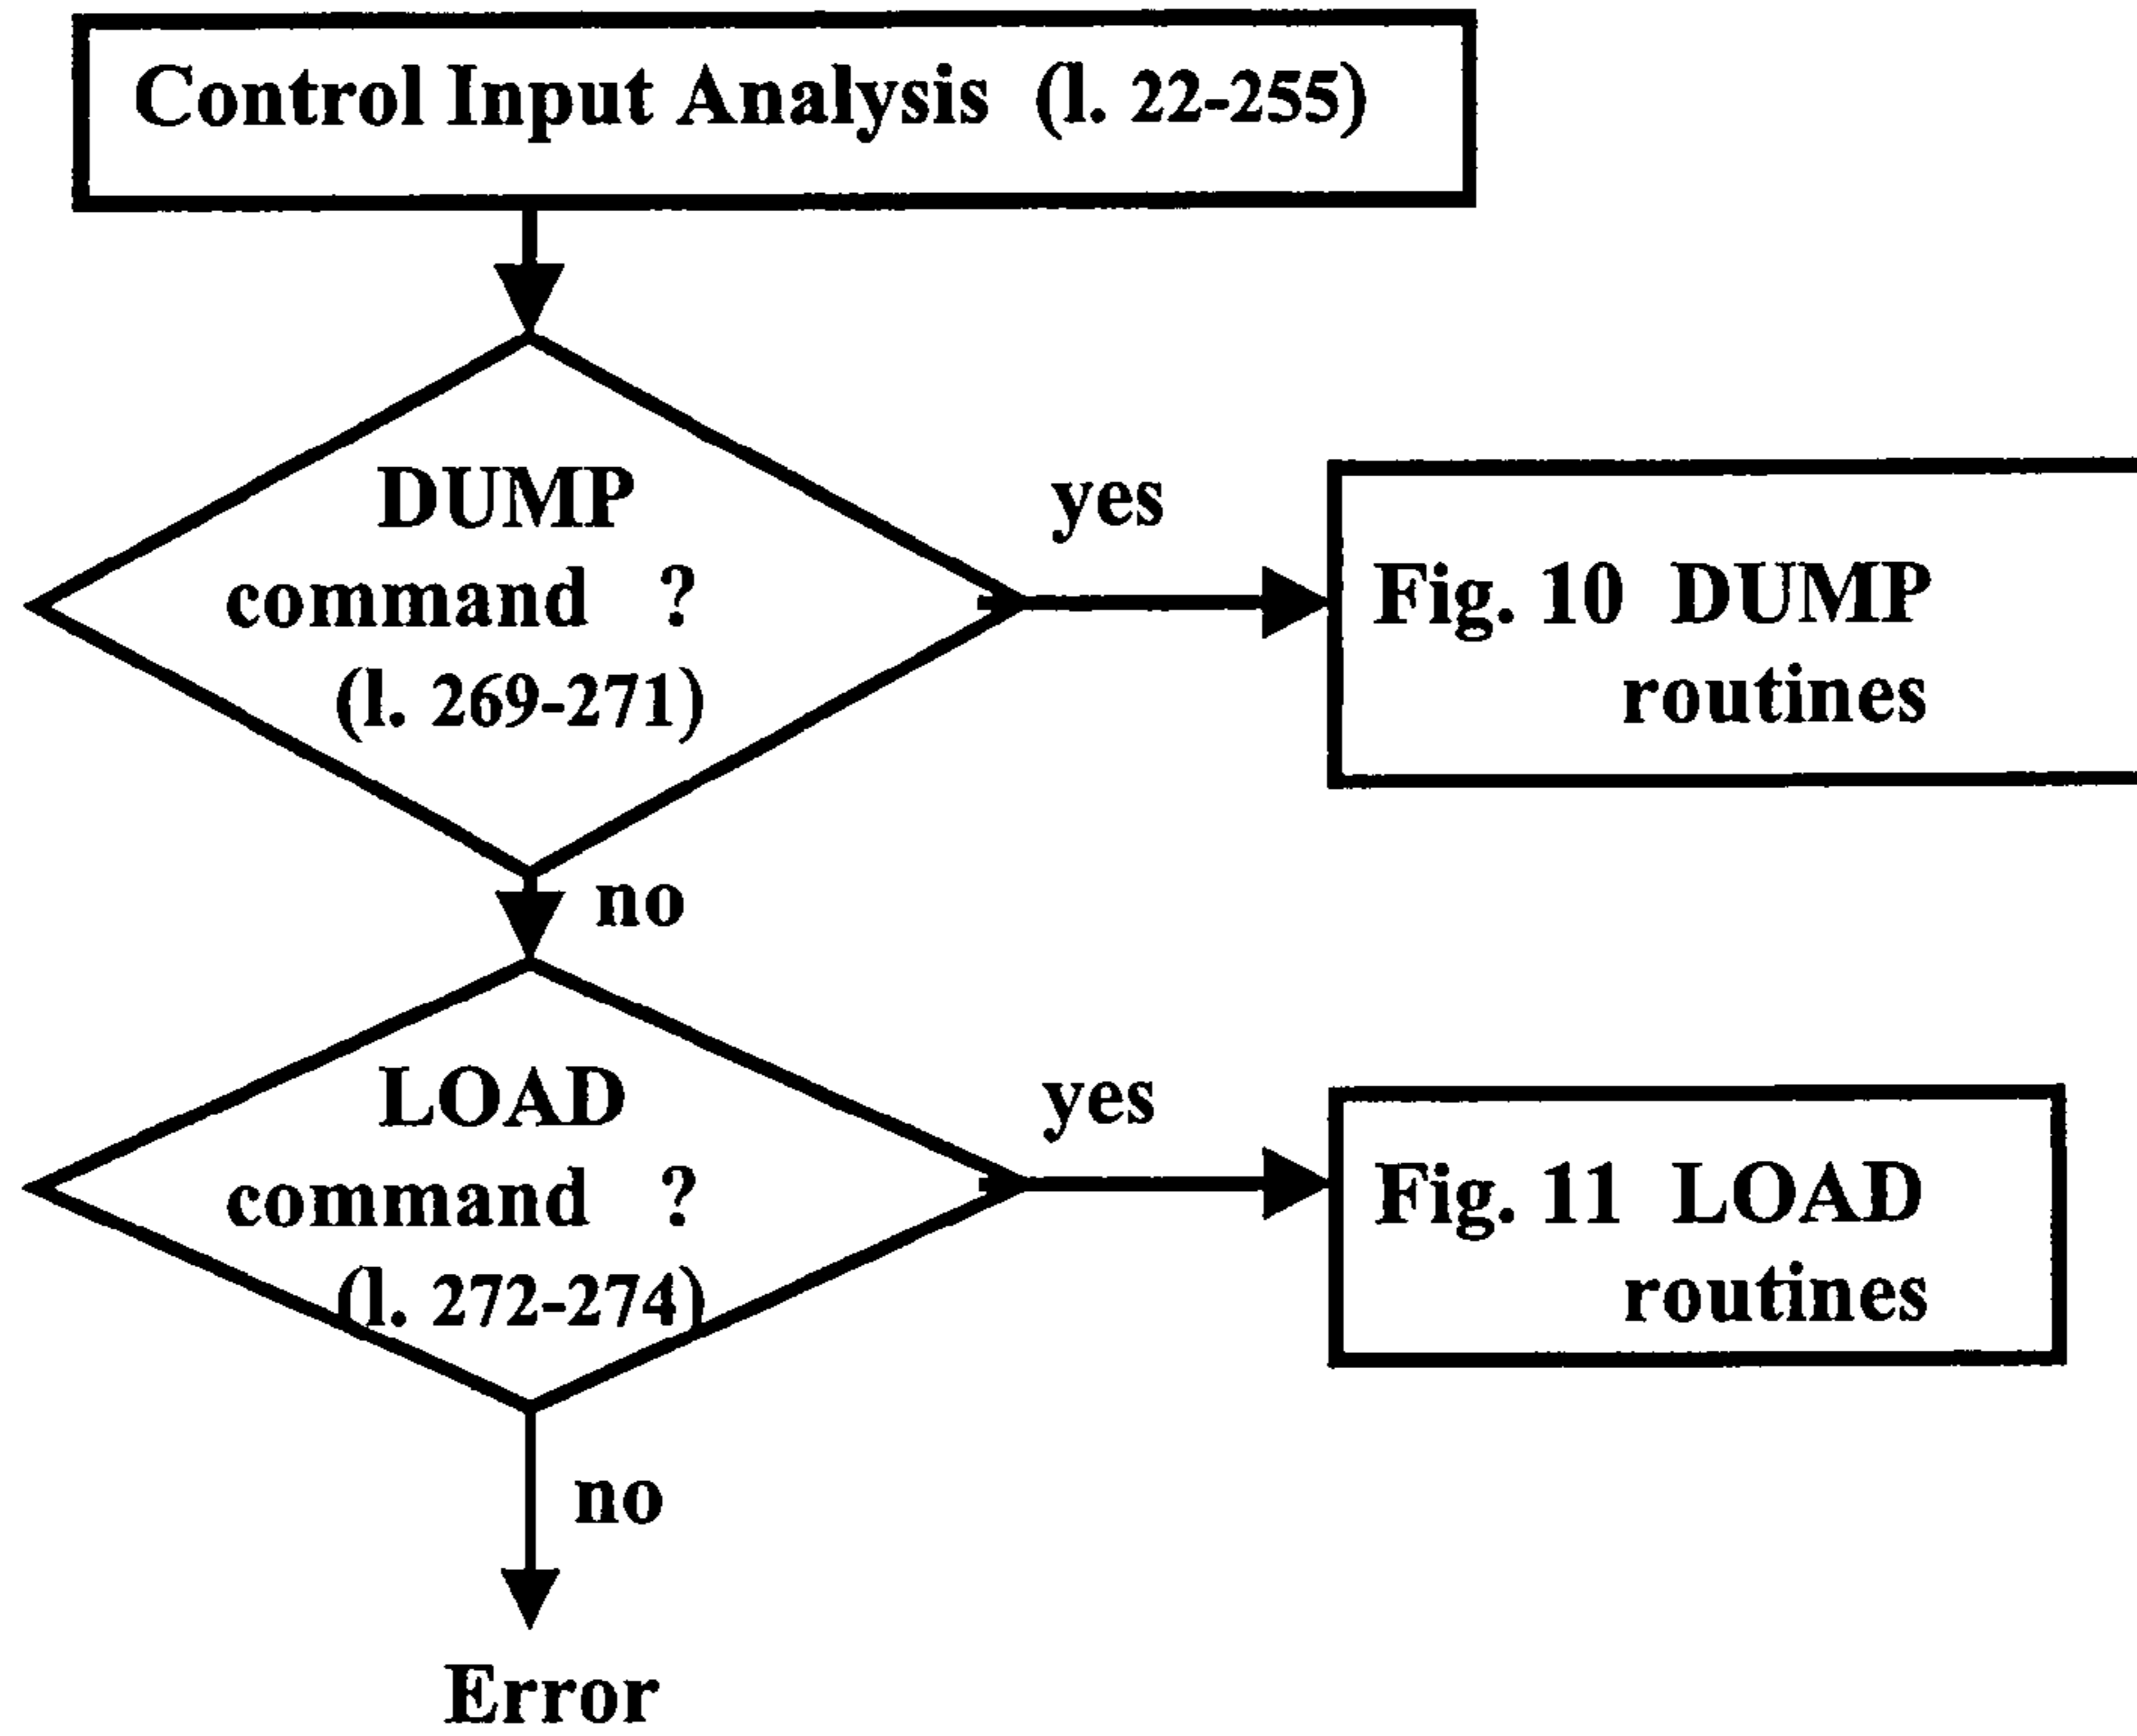 Control Input Analysis (l. 22-255)
DUMP
command ?
(l. 269-271)
yes
Fig. 10 DUMP
routines
no
LOAD
command ?
(l. 272-274)
yes
Fig. 11 LOAD
routines
no
Error